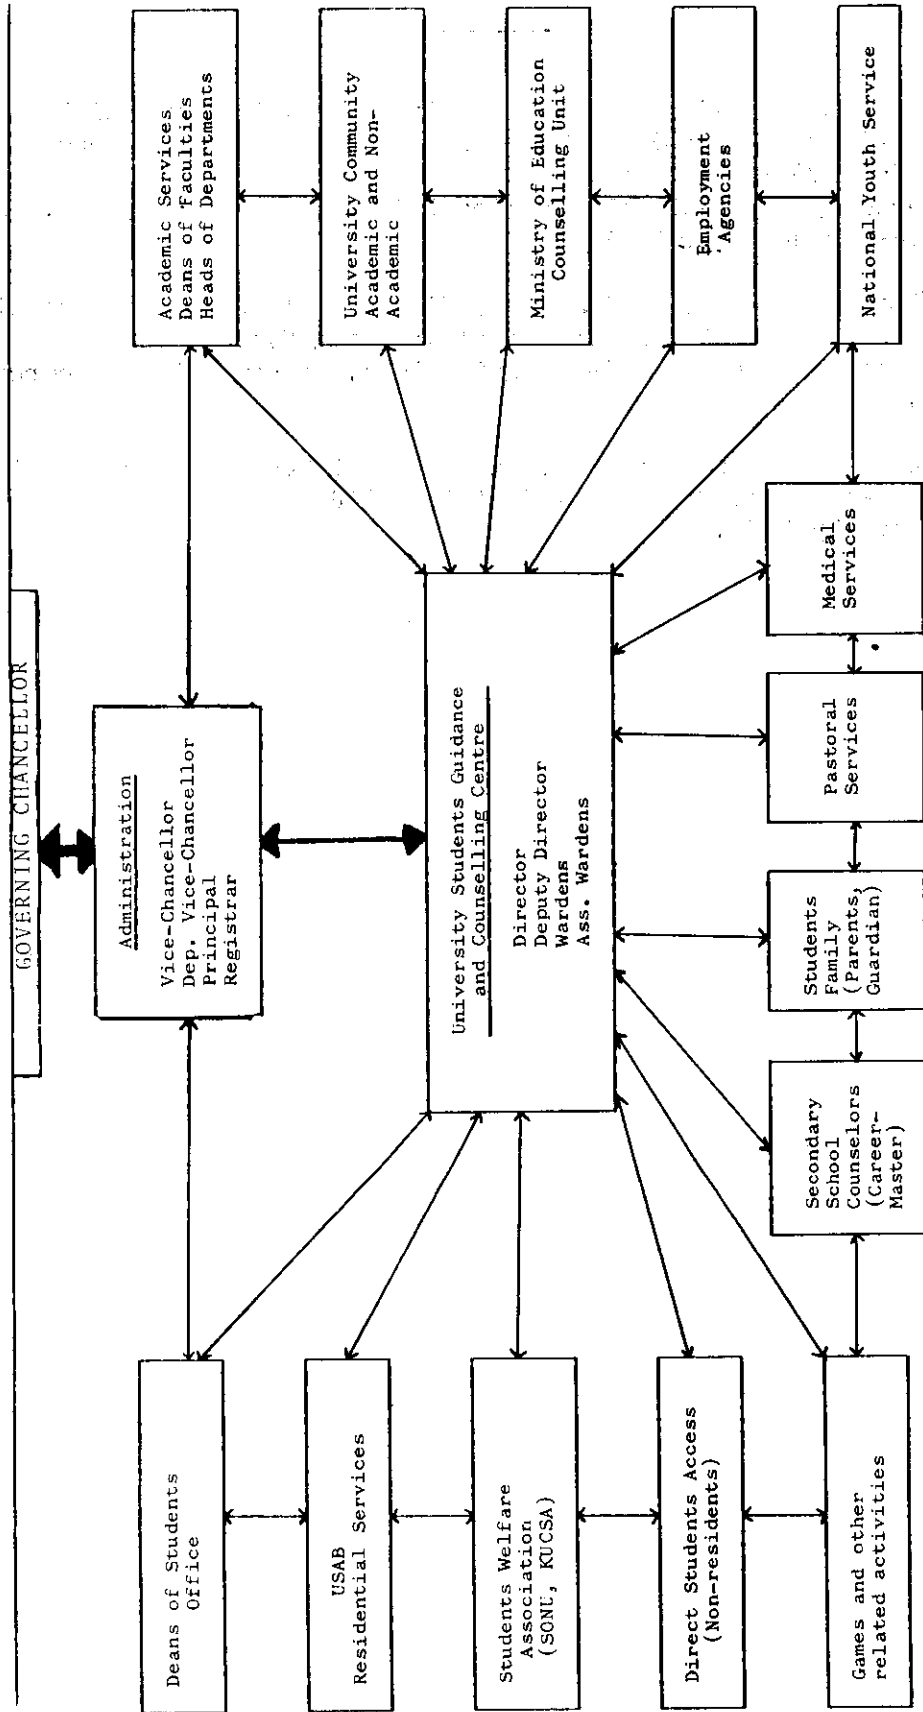 GOVERNING CHANCELLOR
Administration
Vice-Chancellor
Dep. Vice-Chancellor
Principal
Registrar
Deans of Students
Office
USAB
Residential Services
Students Welfare
Association
(SONU, KUCSA)
Direct Students Access
(Non-residents)
Games and other
related activities
University Students Guidance
and Counselling Centre
Director
Deputy Director
Wardens
Ass. Wardens
Academic Services
Deans of Faculties
Heads of Departments
University Community
Academic and Non-
Academic
Ministry of Education
Counselling Unit
Employment
Agencies
National Youth Service
Secondary
School
Counselors
(Career-
Master)
Students
Family
(Parents,
Guardian)
Pastoral
Services
Medical
Services